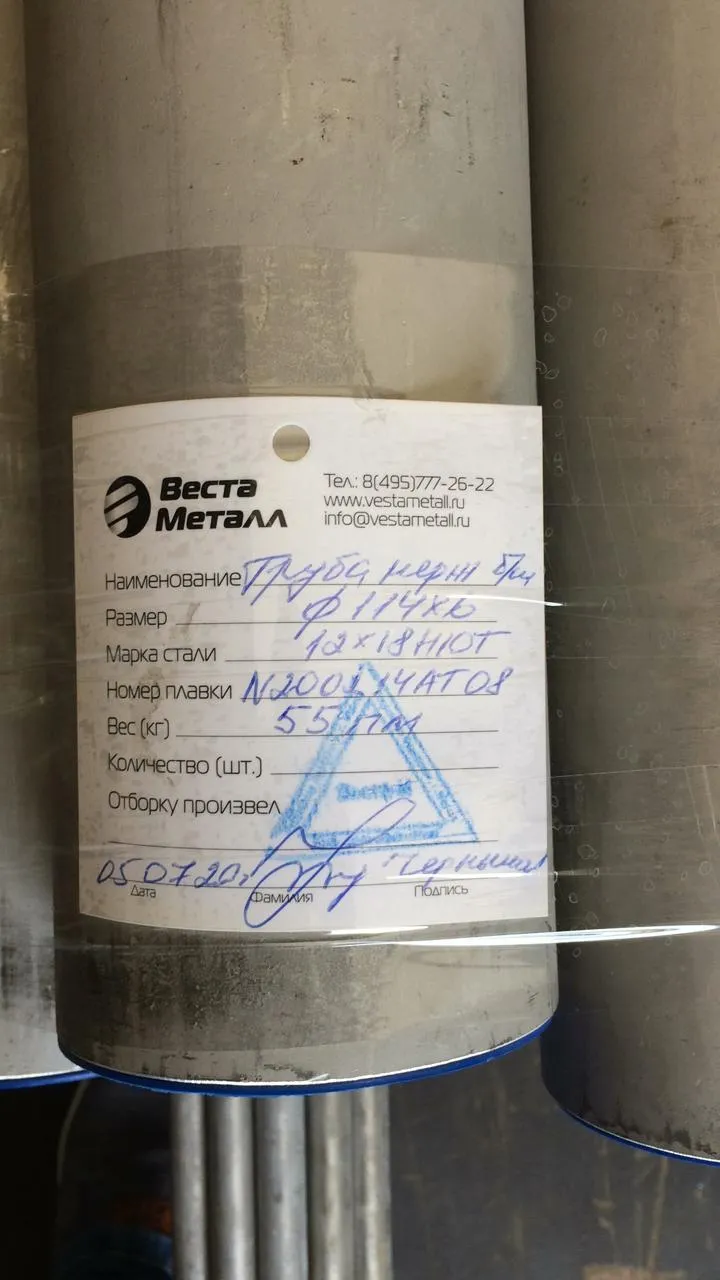 Веста
Металл
Тел.: 8(495)777-26-22
www.vestametall.ru
info@vestametall.ru
Наименование Труба нерж б/ш
Размер ф 114х6
Марка стали 12х18Н10Т
Номер плавки
Вес (кг) 55 пм
Количество (шт.)
Отборку произвел
05.07.20г
Дата Фамилия Подпись